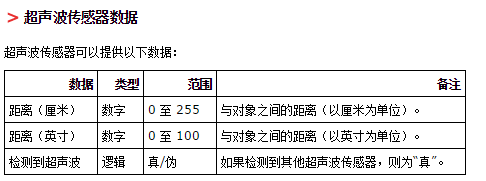 > 超声波传感器数据
超声波传感器可以提供以下数据：
数据 类型 范围 备注
距离（厘米） 数字 0 至 255 与对象之间的距离（以厘米为单位）。
距离（英寸） 数字 0 至 100 与对象之间的距离（以英寸为单位）。
检测到超声波 逻辑 真/伪 如果检测到其他超声波传感器，则为“真”。